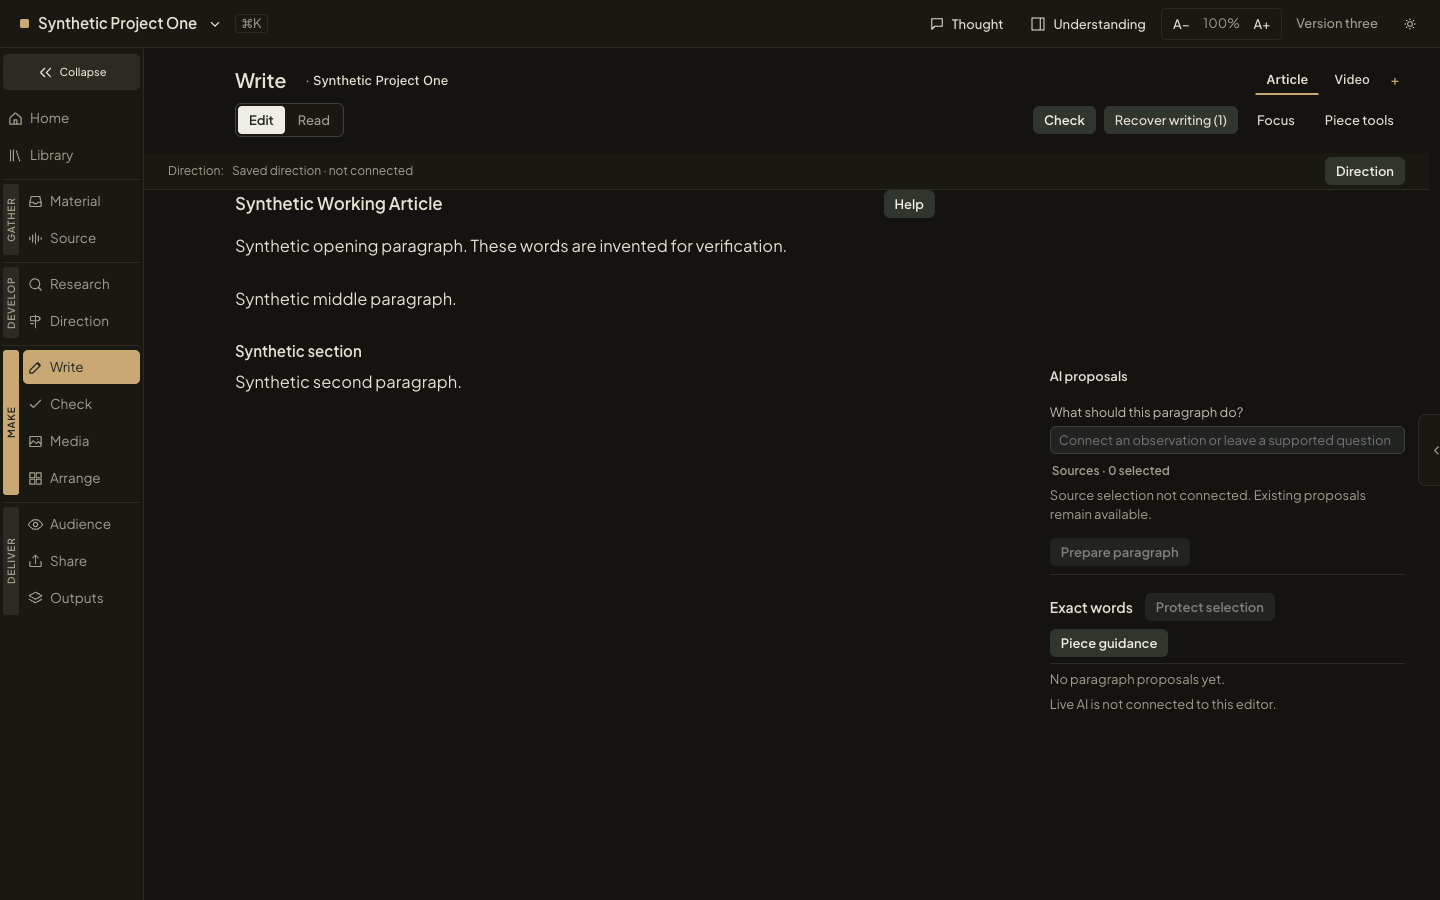 Synthetic Project One
⌘K
Thought
Understanding
A−
100%
A+
Version three
Collapse
Home
Library
GATHER
Material
Source
DEVELOP
Research
Direction
MAKE
Write
Check
Media
Arrange
DELIVER
Audience
Share
Outputs
Write · Synthetic Project One
Article
Video
+
Edit
Read
Check
Recover writing (1)
Focus
Piece tools
Direction: Saved direction · not connected
Direction
Synthetic Working Article
Help
Synthetic opening paragraph. These words are invented for verification.
Synthetic middle paragraph.
Synthetic section
Synthetic second paragraph.
AI proposals
What should this paragraph do?
Connect an observation or leave a supported question
Sources · 0 selected
Source selection not connected. Existing proposals
remain available.
Prepare paragraph
Exact words
Protect selection
Piece guidance
No paragraph proposals yet.
Live AI is not connected to this editor.